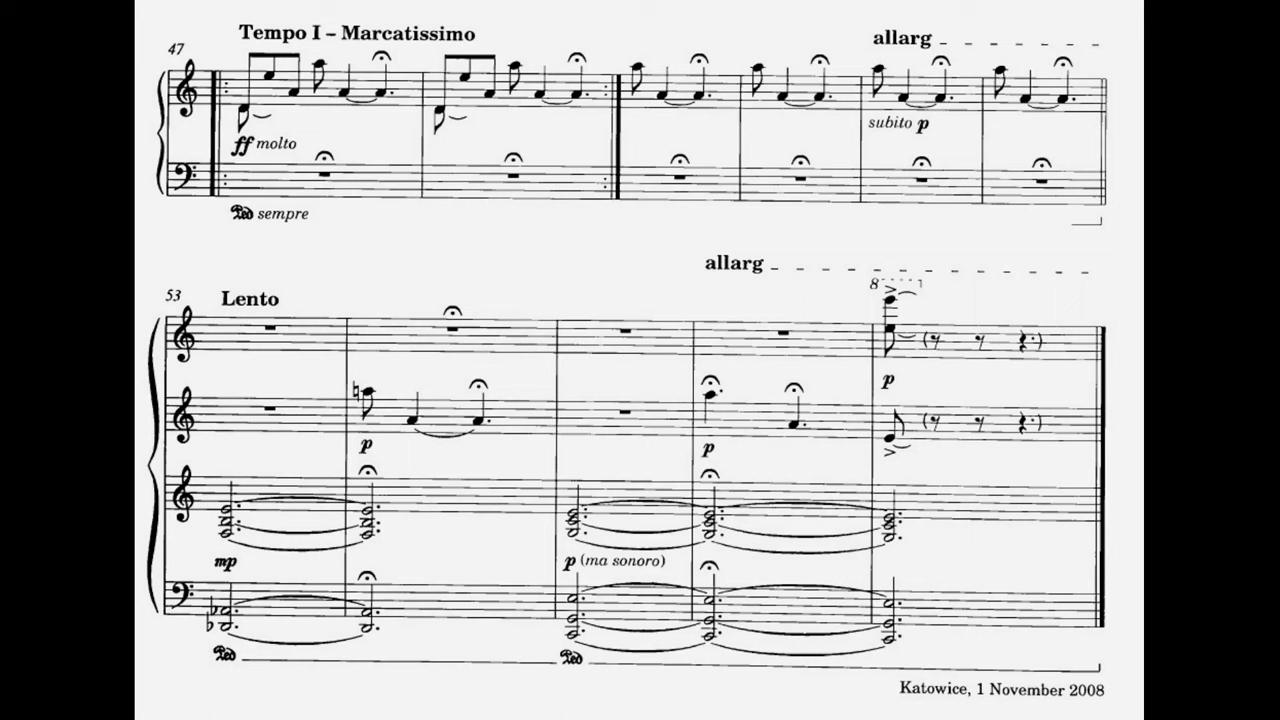 Tempo I – Marcatissimo
47
allarg
ff molto
subito p
Ped sempre
allarg
53
Lento
8
p
p
p
mp
p (ma sonoro)
Ped
Ped
Katowice, 1 November 2008